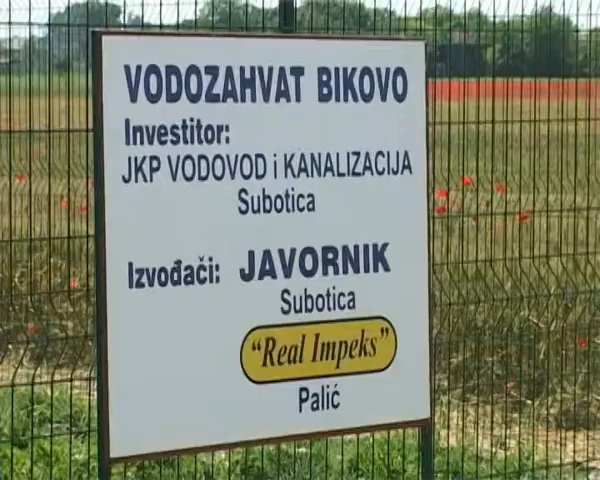 VODOZAHVAT BIKOVO
Investitor:
JKP VODOVOD i KANALIZACIJA
Subotica
Izvođači: JAVORNIK
Subotica
"Real Impeks"
Palić